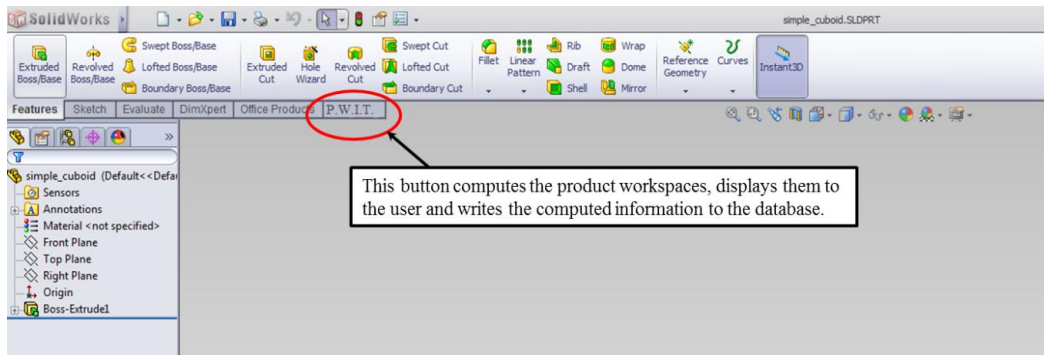 SolidWorks
simple_cuboid.SLDPRT
Extruded Boss/Base
Revolved Boss/Base
Swept Boss/Base
Lofted Boss/Base
Boundary Boss/Base
Extruded Cut
Hole Wizard
Revolved Cut
Swept Cut
Lofted Cut
Boundary Cut
Fillet
Linear Pattern
Rib
Draft
Shell
Wrap
Dome
Mirror
Reference Geometry
Curves
Instant3D
Features Sketch Evaluate DimXpert Office Products P.W.I.T.
simple_cuboid (Default<<Defau
Sensors
Annotations
Material <not specified>
Front Plane
Top Plane
Right Plane
Origin
Boss-Extrude1
This button computes the product workspaces, displays them to
the user and writes the computed information to the database.